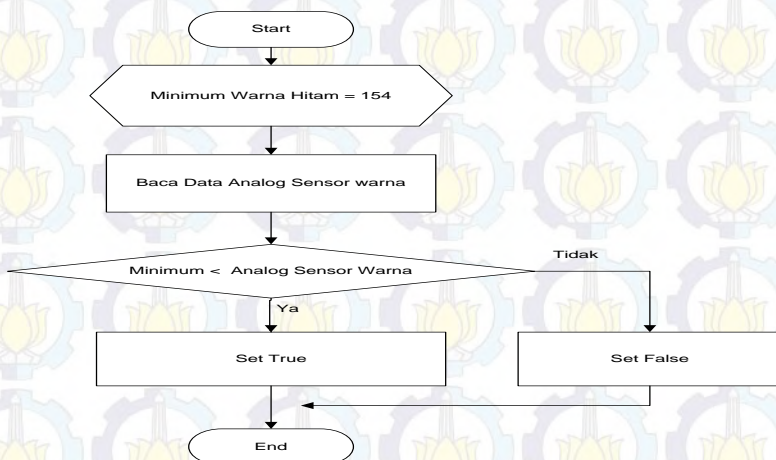 Start
Minimum Warna Hitam = 154
Baca Data Analog Sensor warna
Minimum < Analog Sensor Warna
Tidak
Ya
Set True
Set False
End